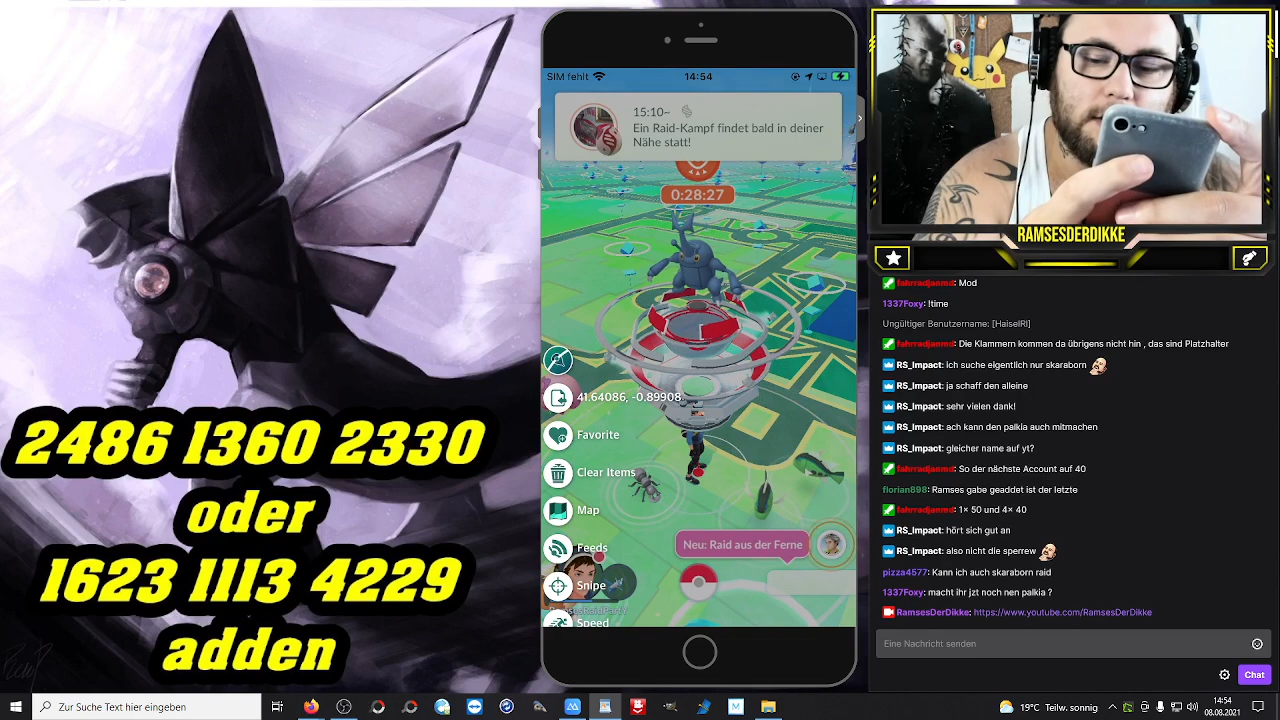 2486 1360 2330
oder
1623 1113 4229
adden
SIM fehlt
14:54
15:10~
Ein Raid-Kampf findet bald in deiner
Nähe statt!
0:28:27
41.64086, -0.89908
Favorite
Clear Items
Map
Feeds
Snipe
Speed
Neu: Raid aus der Ferne
RAMSESDERDIKKE
fahrradjanmd: Mod
1337Foxy: !time
Ungültiger Benutzername: [HaiselRI]
fahrradjanmd: Die Klammern kommen da übrigens nicht hin , das sind Platzhalter
RS_Impact: ich suche eigentlich nur skaraborn
RS_Impact: ja schaff den alleine
RS_Impact: sehr vielen dank!
RS_Impact: ach kann den palkia auch mitmachen
RS_Impact: gleicher name auf yt?
fahrradjanmd: So der nächste Account auf 40
florian898: Ramses gabe geaddet ist der letzte
fahrradjanmd: 1x 50 und 4x 40
RS_Impact: hört sich gut an
RS_Impact: also nicht die sperrew
pizza4577: Kann ich auch skaraborn raid
1337Foxy: macht ihr jzt noch nen palkia ?
RamsesDerDikke: https://www.youtube.com/RamsesDerDikke
Eine Nachricht senden
Chat
Zur Suche Text hier eingeben
19°C Teilw. sonnig
14:54
08.08.2021